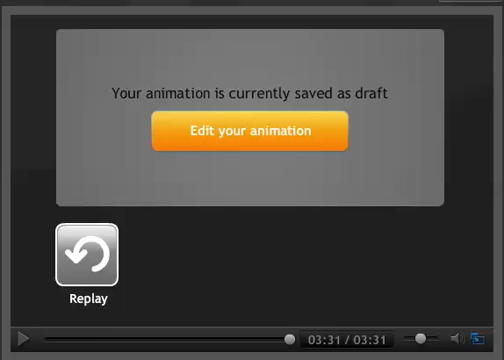 Your animation is currently saved as draft
Edit your animation
Replay
03:31 / 03:31